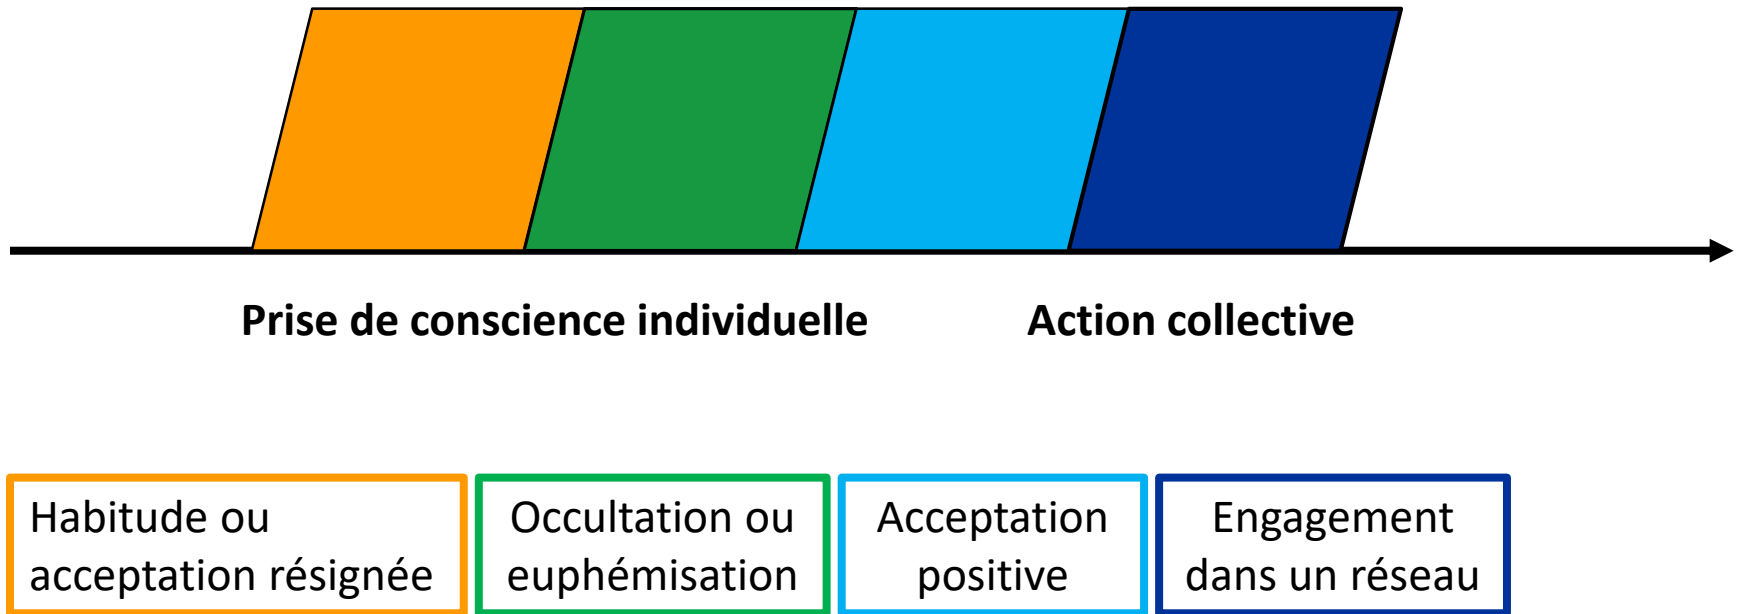 Prise de conscience individuelle
Action collective
Habitude ou
acceptation résignée
Occultation ou
euphémisation
Acceptation
positive
Engagement
dans un réseau